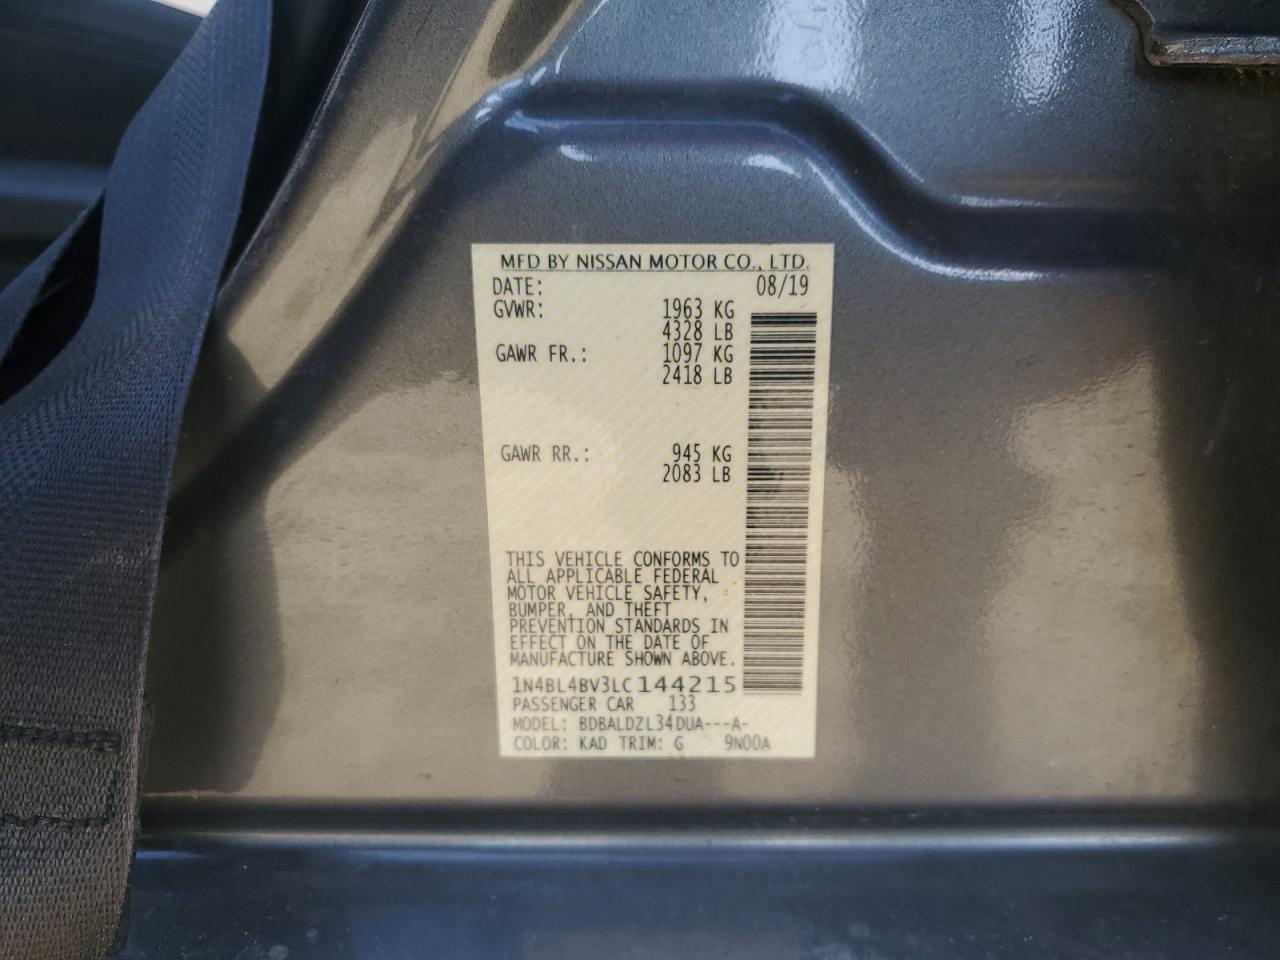 MFD BY NISSAN MOTOR CO., LTD.
DATE: 08/19
GVWR: 1963 KG
4328 LB
GAWR FR.: 1097 KG
2418 LB
GAWR RR.: 945 KG
2083 LB
THIS VEHICLE CONFORMS TO
ALL APPLICABLE FEDERAL
MOTOR VEHICLE SAFETY,
BUMPER, AND THEFT
PREVENTION STANDARDS IN
EFFECT ON THE DATE OF
MANUFACTURE SHOWN ABOVE.
1N4BL4BV3LC144215
PASSENGER CAR 133
MODEL: BDBALDZL34DUA---A-
COLOR: KAD TRIM: G 9N00A